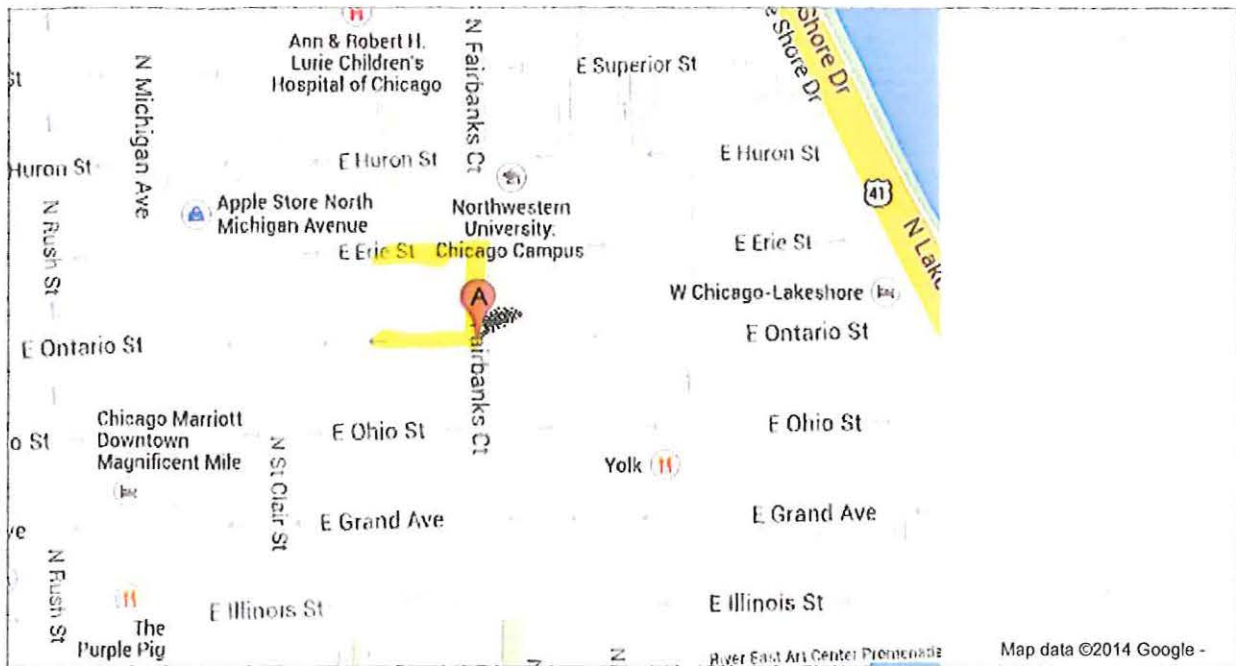 Ann & Robert H.
Lurie Children's
Hospital of Chicago
N Fairbanks Ct
E Superior St
Shore Dr
Shore Dr
N Michigan Ave
St
Huron St
E Huron St
E Huron St
41
Apple Store North
Michigan Avenue
Northwestern
University:
Chicago Campus
N Rush St
E Erie St
E Erie St
N Lake
W Chicago-Lakeshore
A
E Ontario St
E Ontario St
Fairbanks Ct
Chicago Marriott
Downtown
Magnificent Mile
o St
E Ohio St
E Ohio St
Yolk
N St Clair St
E Grand Ave
E Grand Ave
ve
N Rush St
E Illinois St
E Illinois St
The
Purple Pig
N
N
River East Art Center Promenade
Map data ©2014 Google -